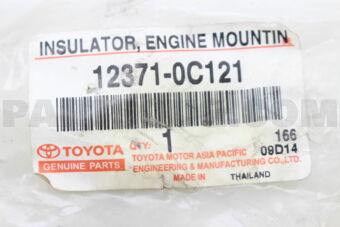 INSULATOR, ENGINE MOUNTIN
12371-0C121
TOYOTA
GENUINE PARTS
QTY:
1
166
TOYOTA MOTOR ASIA PACIFIC
09D14
ENGINEERING & MANUFACTURING CO.,LTD.
MADE IN THAILAND